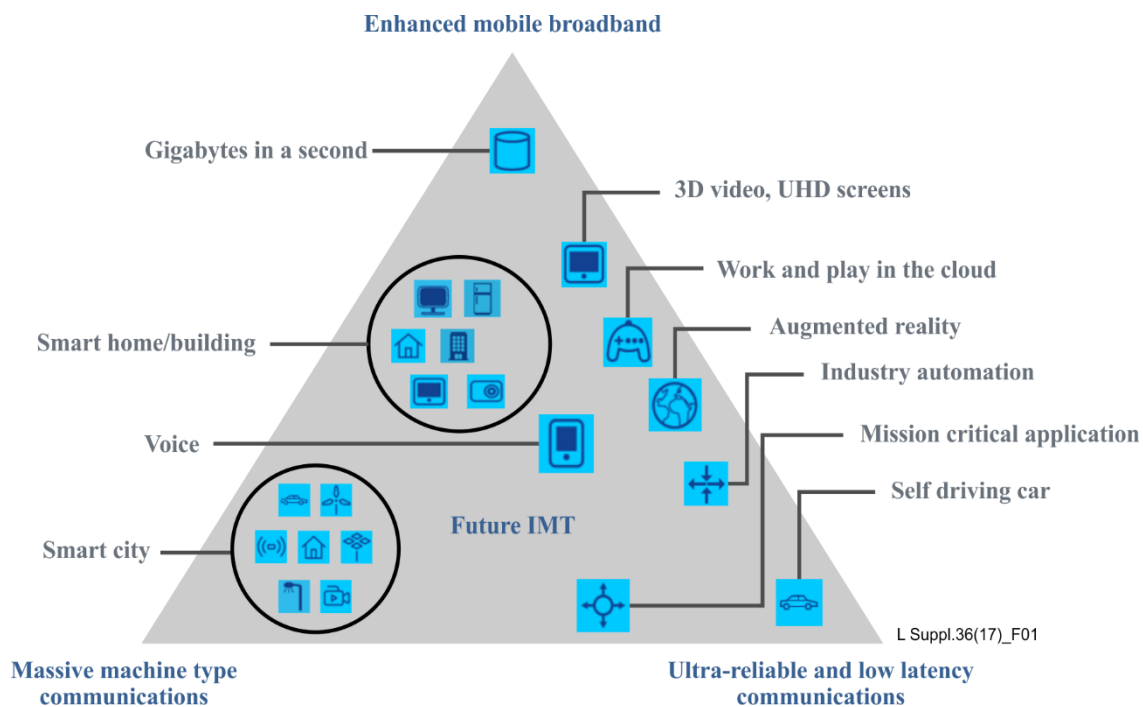 Enhanced mobile broadband
Gigabytes in a second
3D video, UHD screens
Work and play in the cloud
Smart home/building
Augmented reality
Industry automation
Voice
Mission critical application
Self driving car
Future IMT
Smart city
L Suppl.36(17)_F01
Massive machine type
communications
Ultra-reliable and low latency
communications